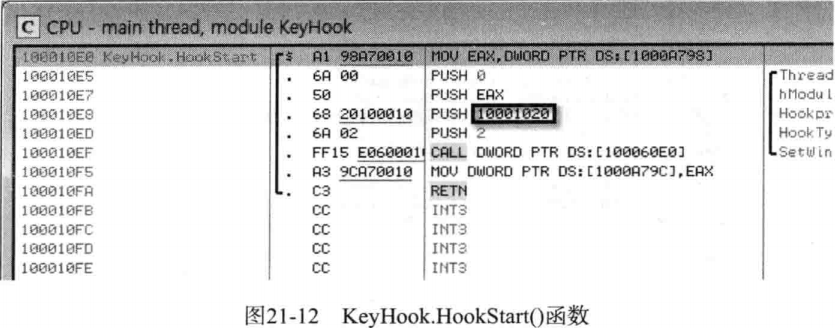 C CPU - main thread, module KeyHook
100010E0 KeyHook.HookStart $ A1 98A70010 MOV EAX,DWORD PTR DS:[1000A798]
100010E5 . 6A 00 PUSH 0 Thread
100010E7 . 50 PUSH EAX hModul
100010E8 . 68 20100010 PUSH 10001020 Hookpr
100010ED . 6A 02 PUSH 2 HookTy
100010EF . FF15 E0600010 CALL DWORD PTR DS:[100060E0] SetWin
100010F5 . A3 9CA70010 MOV DWORD PTR DS:[1000A79C],EAX
100010FA . C3 RETN
100010FB CC INT3
100010FC CC INT3
100010FD CC INT3
100010FE CC INT3
图21-12 KeyHook.HookStart()函数